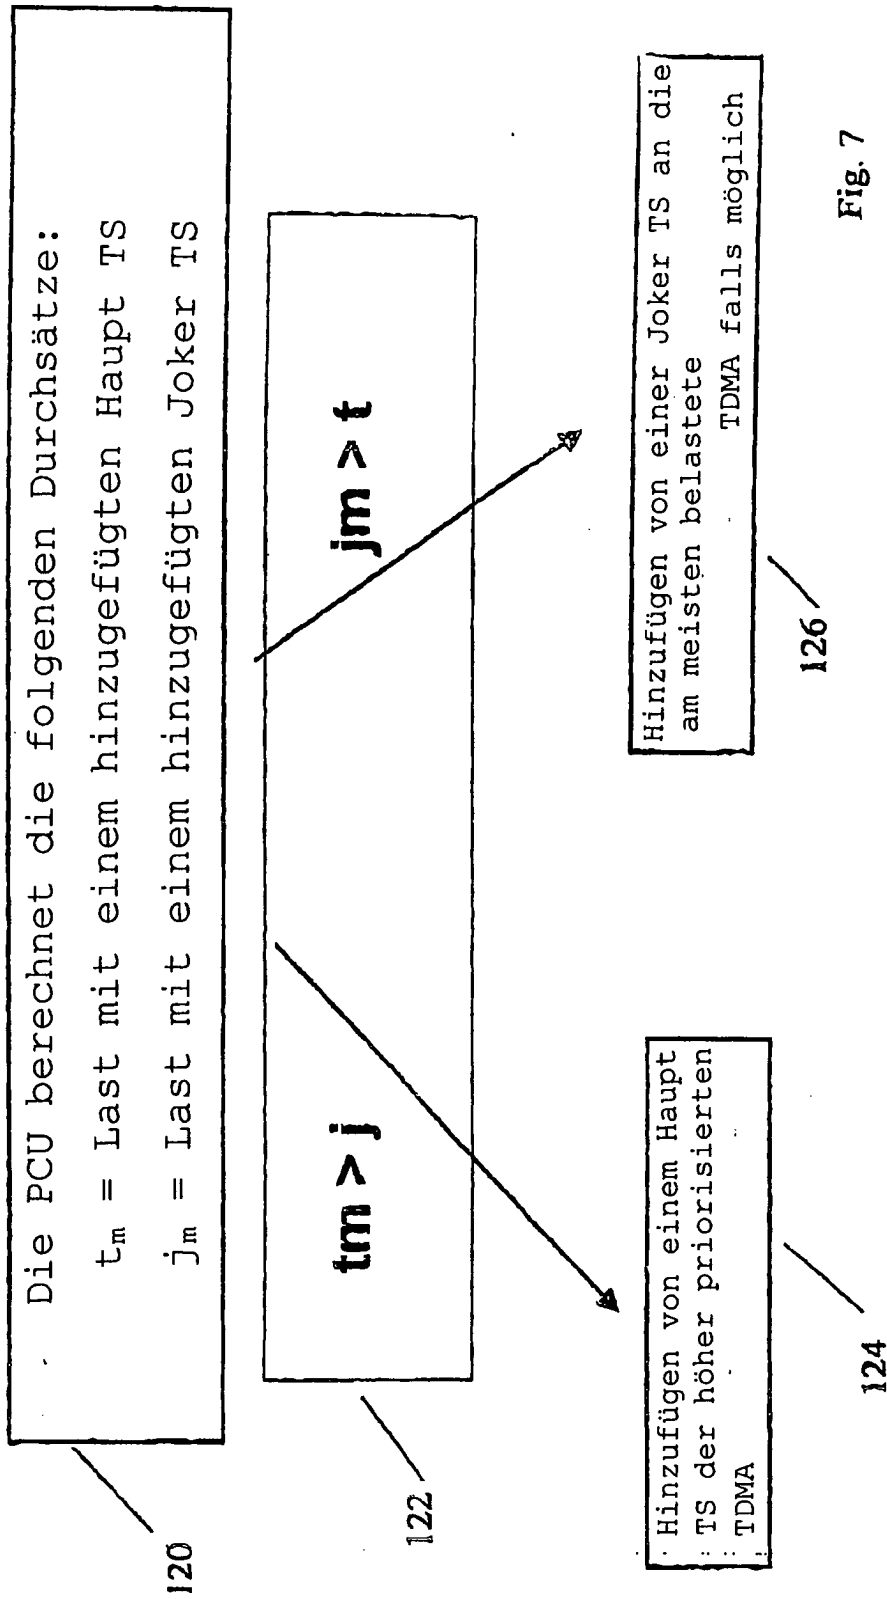 Die PCU berechnet die folgenden Durchsätze:
tm = Last mit einem hinzugefügten Haupt TS
jm = Last mit einem hinzugefügten Joker TS
120
tm > j
jm > t
122
Hinzufügen von einem Haupt
TS der höher priorisierten
TDMA
124
Hinzufügen von einer Joker TS an die
am meisten belastete
TDMA falls möglich
126
Fig. 7